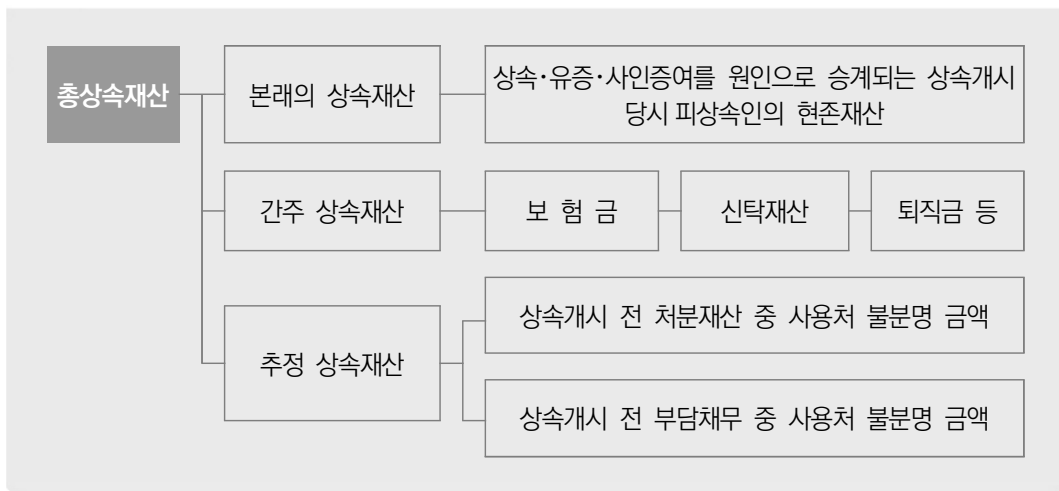 총상속재산
본래의 상속재산
상속·유증·사인증여를 원인으로 승계되는 상속개시
당시 피상속인의 현존재산
간주 상속재산
보 험 금
신탁재산
퇴직금 등
추정 상속재산
상속개시 전 처분재산 중 사용처 불분명 금액
상속개시 전 부담채무 중 사용처 불분명 금액